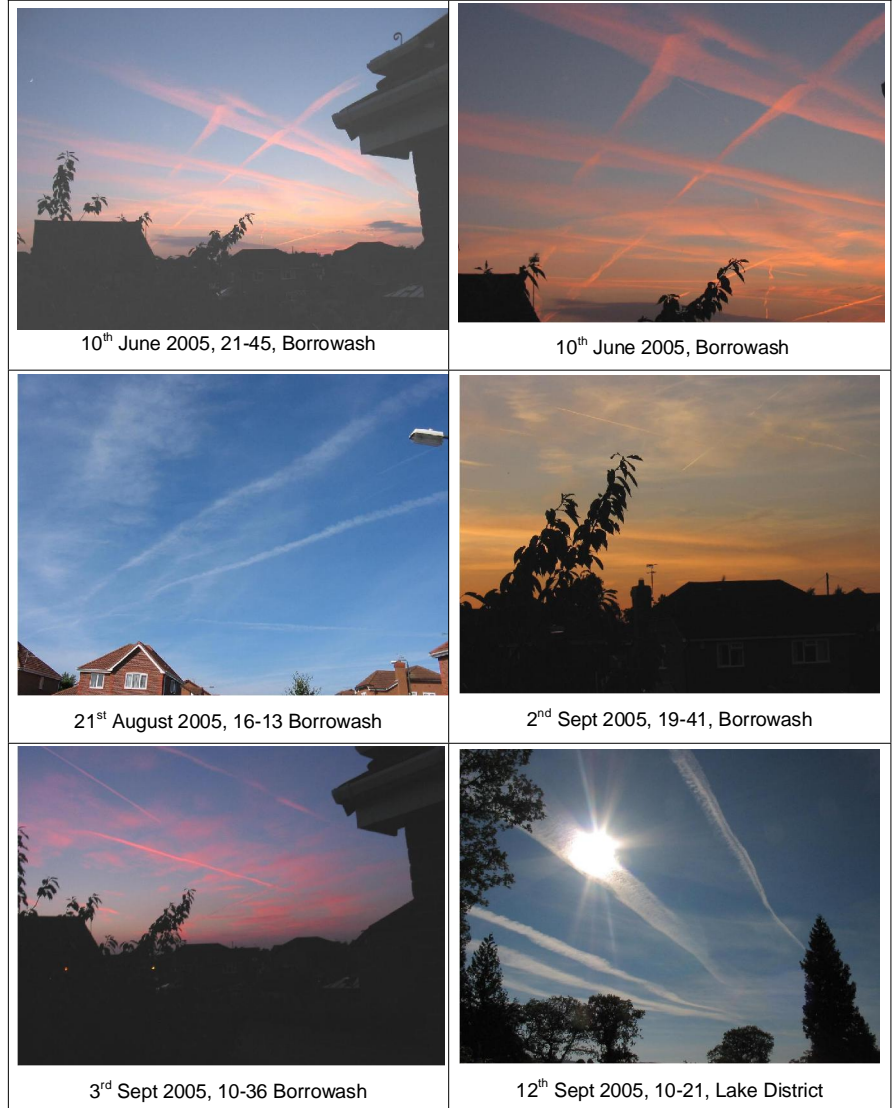 10th June 2005, 21-45, Borrowash
10th June 2005, Borrowash
21st August 2005, 16-13 Borrowash
2nd Sept 2005, 19-41, Borrowash
3rd Sept 2005, 10-36 Borrowash
12th Sept 2005, 10-21, Lake District